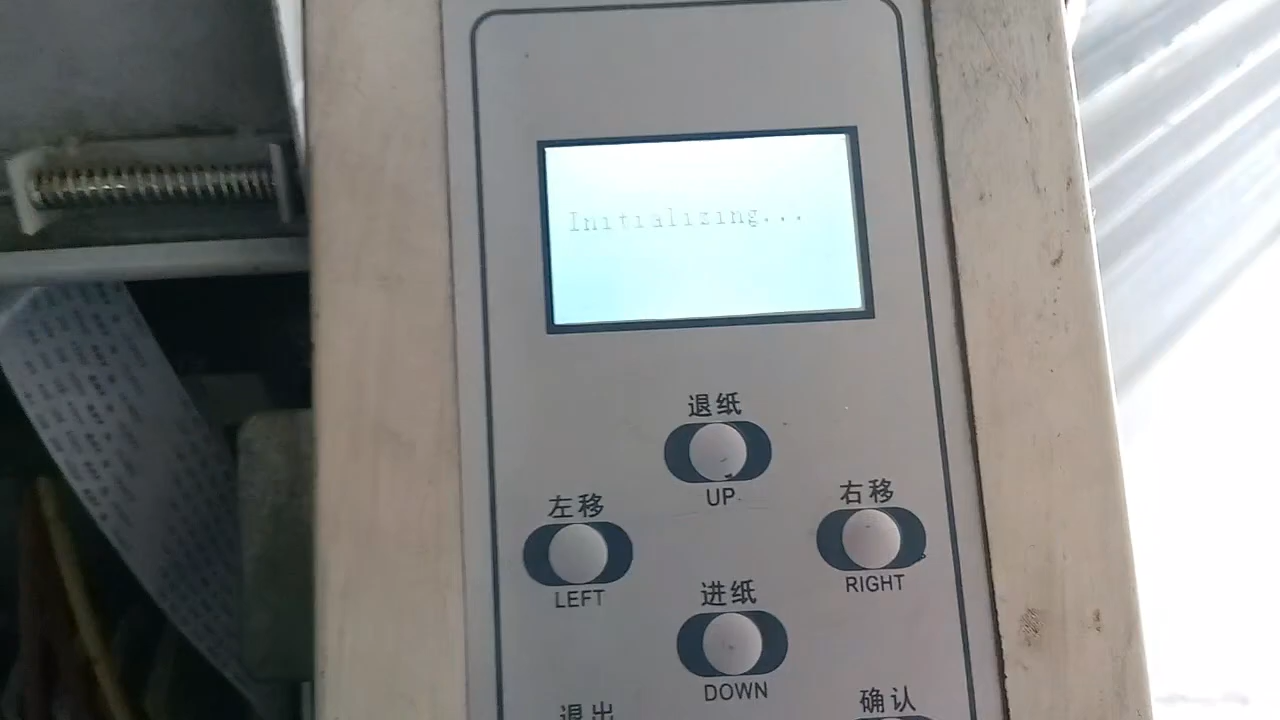 Initializing...
退纸
UP
左移
LEFT
右移
RIGHT
进纸
DOWN
退出
确认